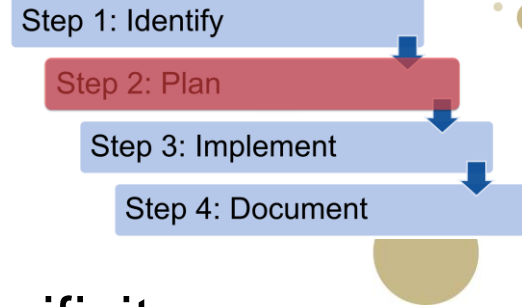 Step 1: Identify
Step 2: Plan
Step 3: Implement
Step 4: Document